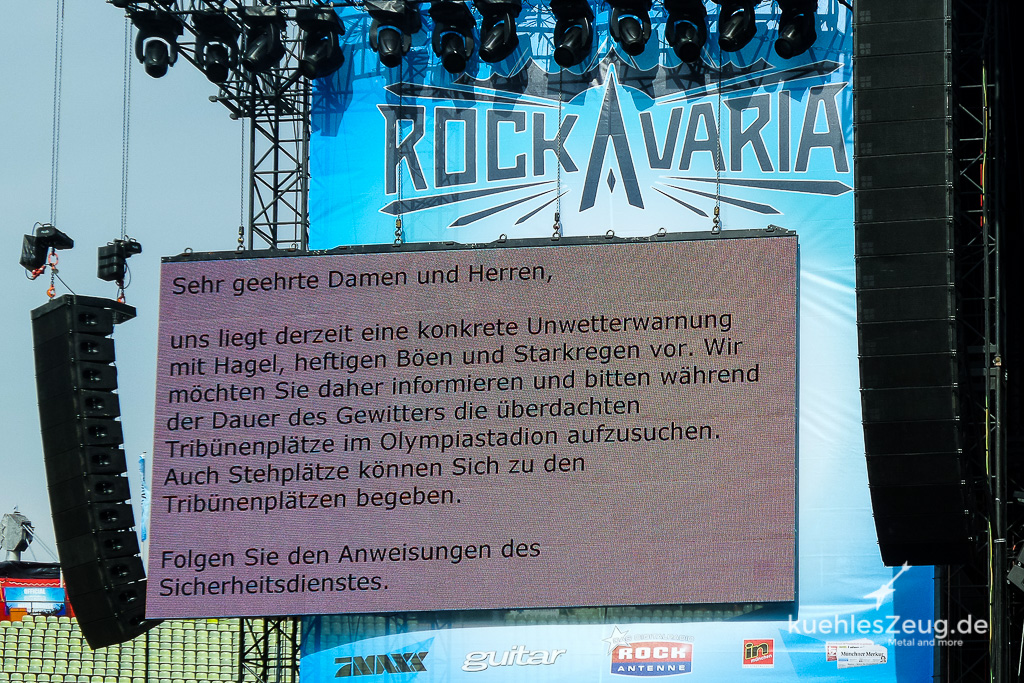 ROCKAVARIA
Sehr geehrte Damen und Herren,
uns liegt derzeit eine konkrete Unwetterwarnung
mit Hagel, heftigen Böen und Starkregen vor. Wir
möchten Sie daher informieren und bitten während
der Dauer des Gewitters die überdachten
Tribünenplätze im Olympiastadion aufzusuchen.
Auch Stehplätze können Sich zu den
Tribünenplätzen begeben.
Folgen Sie den Anweisungen des
Sicherheitsdienstes.
kuehlesZeug.de
Metal and more
EMAXX guitar ROCK in Münchner Merkur
ANTENNE münchen